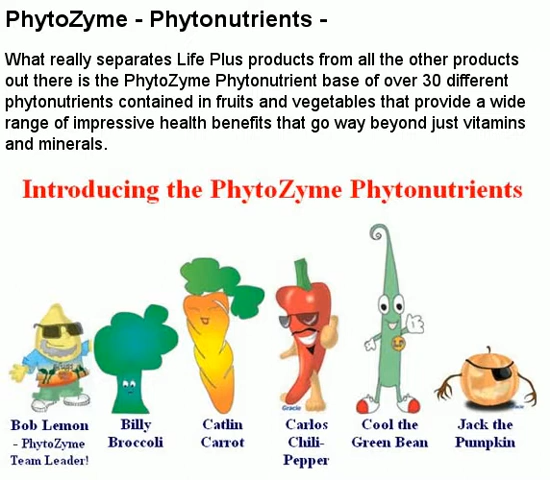 PhytoZyme - Phytonutrients -
What really separates Life Plus products from all the other products
out there is the PhytoZyme Phytonutrient base of over 30 different
phytonutrients contained in fruits and vegetables that provide a wide
range of impressive health benefits that go way beyond just vitamins
and minerals.
Introducing the PhytoZyme Phytonutrients
Gracie
Bob Lemon
- PhytoZyme
Team Leader!
Billy
Broccoli
Catlin
Carrot
Carlos
Chili-
Pepper
Cool the
Green Bean
Jack the
Pumpkin